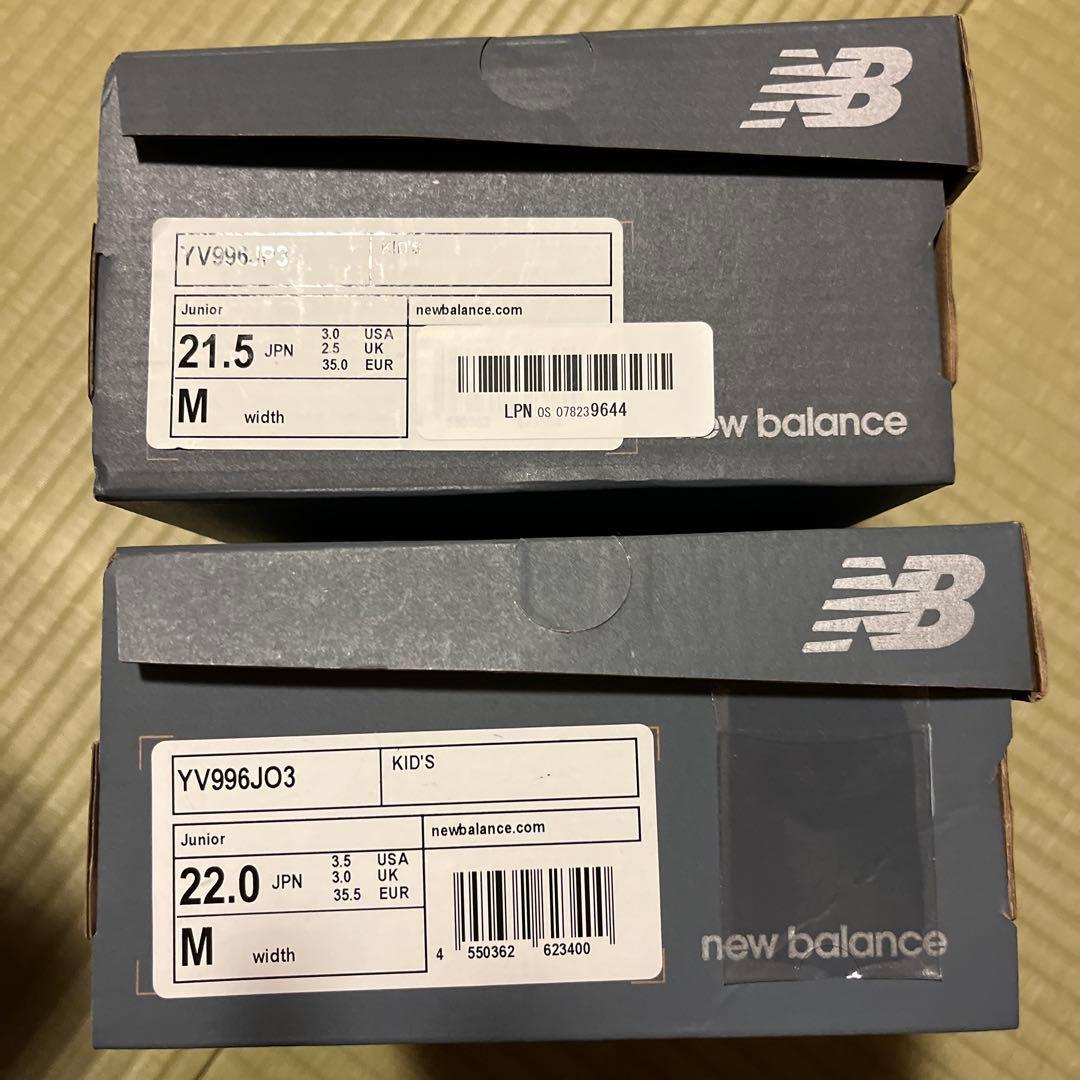 NB
YV996JP3 KID'S
Junior newbalance.com
21.5 JPN 3.0 USA
2.5 UK
35.0 EUR
M width
LPN OS 078239644
new balance
NB
YV996JO3 KID'S
Junior newbalance.com
22.0 JPN 3.5 USA
3.0 UK
35.5 EUR
M width
4 550362 623400
new balance